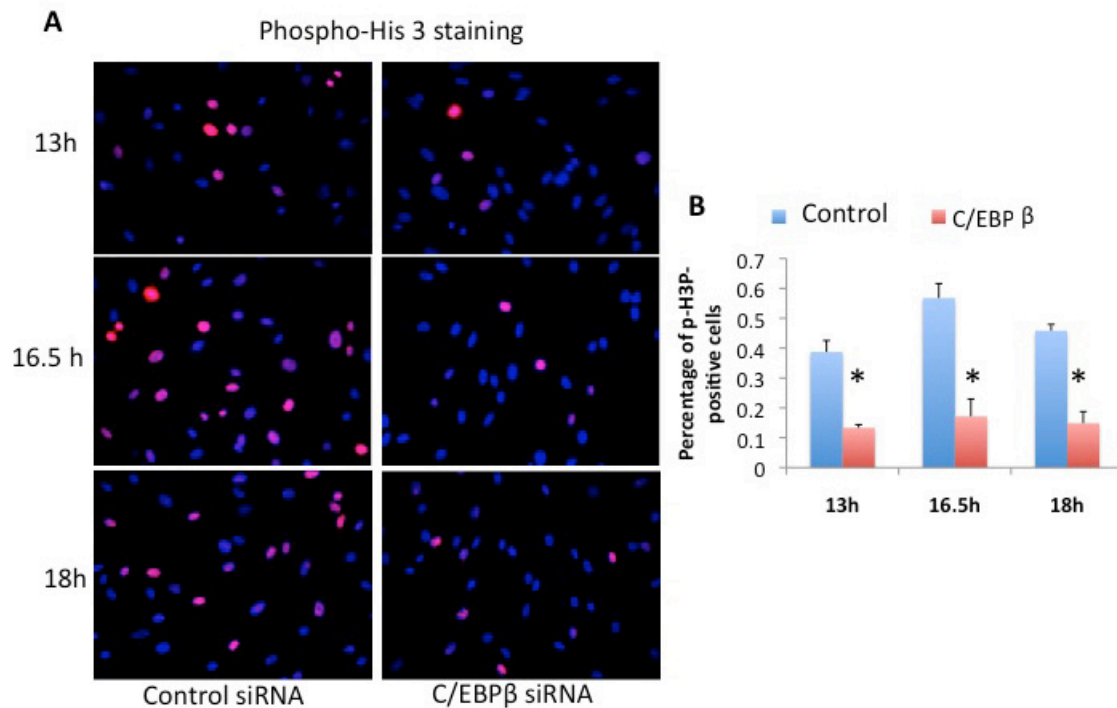 A
Phospho-His 3 staining
13h
16.5 h
18h
Control siRNA
C/EBPβ siRNA
B
Control
C/EBP β
Percentage of p-H3P-
positive cells
0.7
0.6
0.5
0.4
0.3
0.2
0.1
0
*
*
*
13h
16.5h
18h